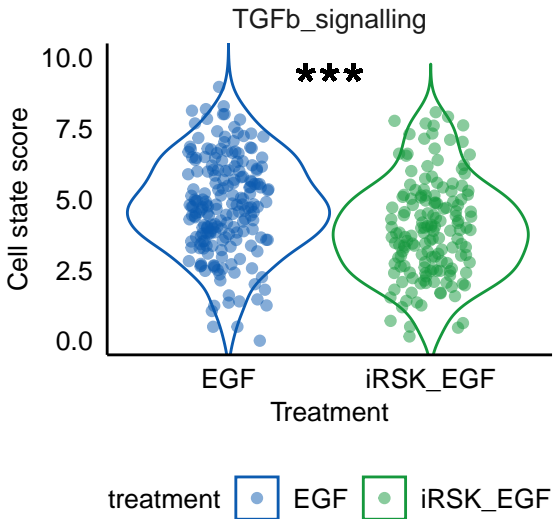 TGFb_signalling
***
10.0
7.5
5.0
2.5
0.0
Cell state score
EGF iRSK_EGF
Treatment
treatment EGF iRSK_EGF